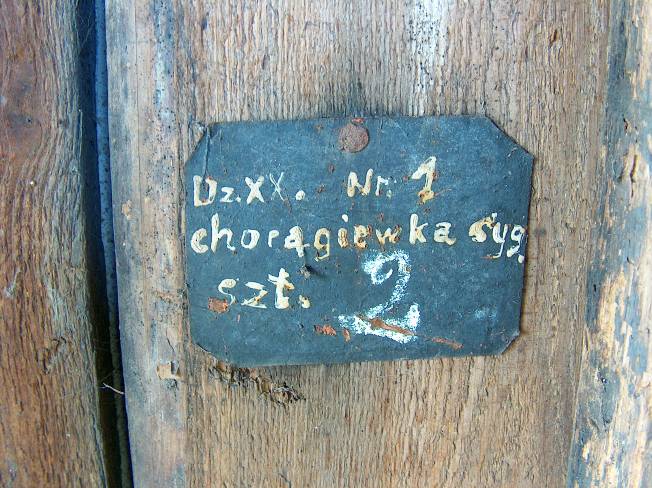 Dz.XX. Nr. 1
chorągiewka syg.
szt. 2